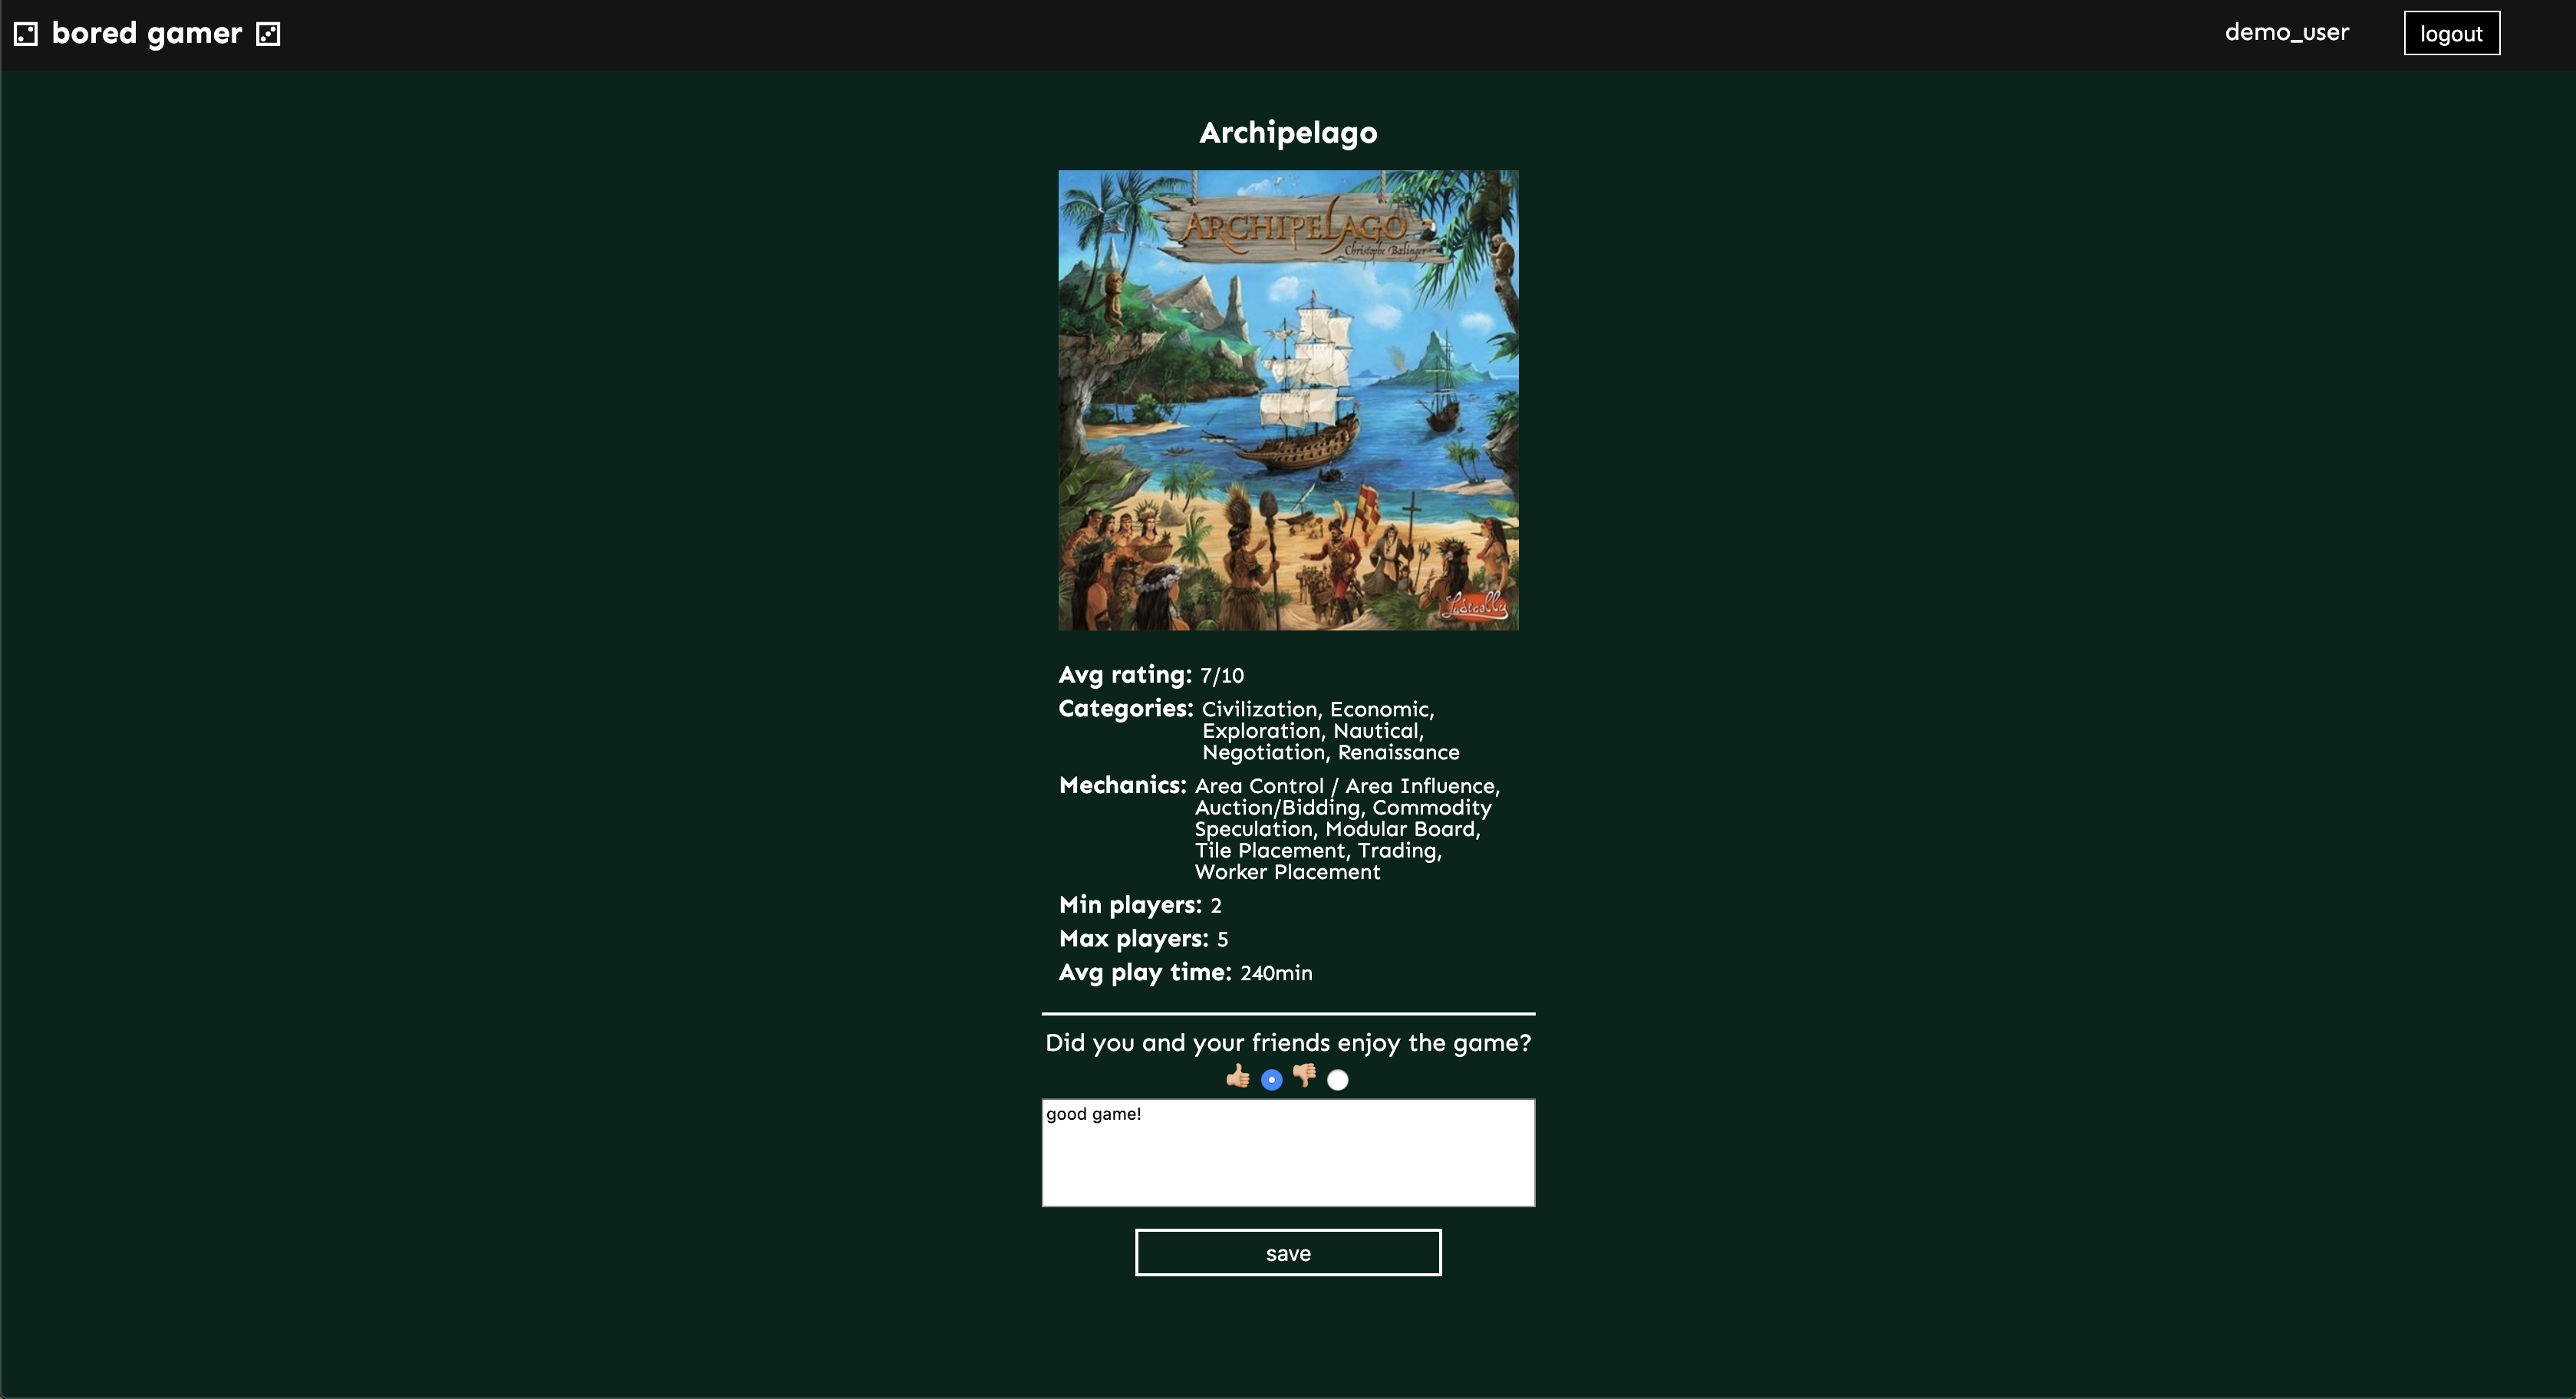 bored gamer
demo_user
logout
Archipelago
ARCHIPELAGO
Christophe Bœlinger
Ludically
Avg rating: 7/10
Categories: Civilization, Economic,
Exploration, Nautical,
Negotiation, Renaissance
Mechanics: Area Control / Area Influence,
Auction/Bidding, Commodity
Speculation, Modular Board,
Tile Placement, Trading,
Worker Placement
Min players: 2
Max players: 5
Avg play time: 240min
Did you and your friends enjoy the game?
good game!
save